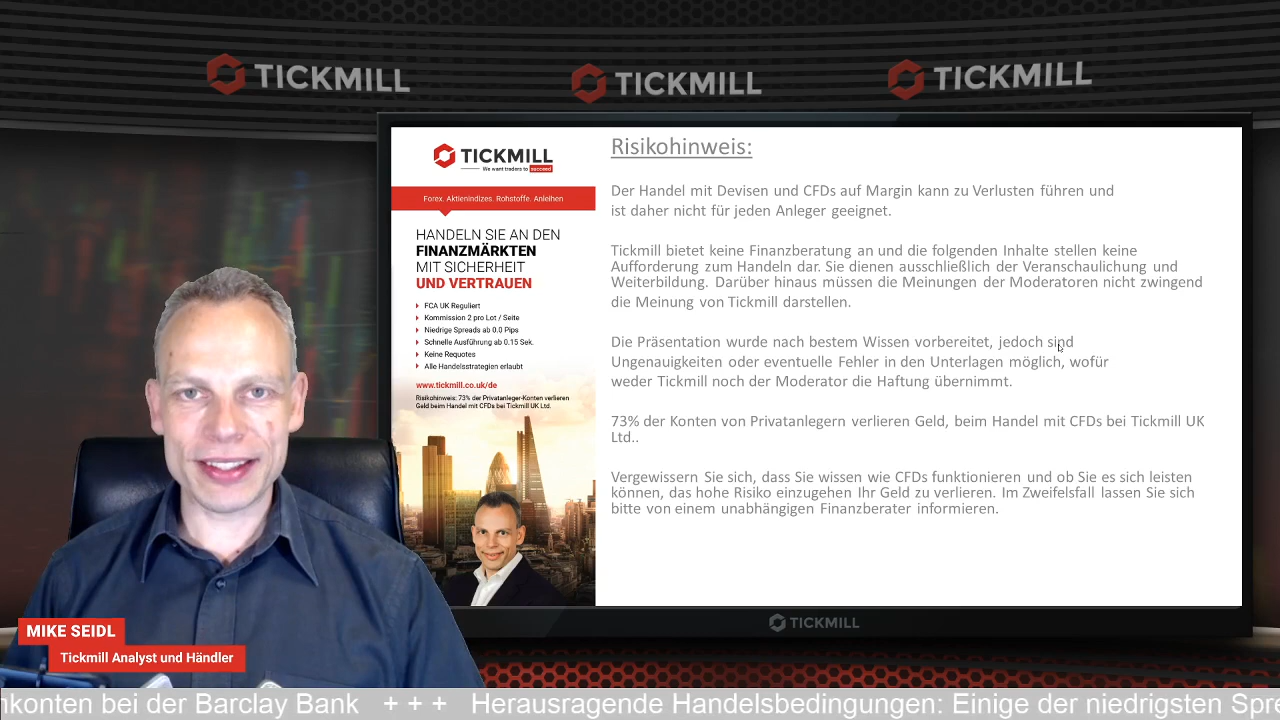 TICKMILL
TICKMILL
TICKMILL
TICKMILL
We want traders to succeed
Forex. Aktienindizes. Rohstoffe. Anleihen
HANDELN SIE AN DEN
FINANZMÄRKTEN
MIT SICHERHEIT
UND VERTRAUEN
FCA UK Reguliert
Kommission 2 pro Lot / Seite
Niedrige Spreads ab 0.0 Pips
Schnelle Ausführung ab 0.15 Sek.
Keine Requotes
Alle Handelsstrategien erlaubt
www.tickmill.co.uk/de
Risikohinweis: 73% der Privatanleger-Konten verlieren
Geld beim Handel mit CFDs bei Tickmill UK Ltd.
Risikohinweis:
Der Handel mit Devisen und CFDs auf Margin kann zu Verlusten führen und
ist daher nicht für jeden Anleger geeignet.
Tickmill bietet keine Finanzberatung an und die folgenden Inhalte stellen keine
Aufforderung zum Handeln dar. Sie dienen ausschließlich der Veranschaulichung und
Weiterbildung. Darüber hinaus müssen die Meinungen der Moderatoren nicht zwingend
die Meinung von Tickmill darstellen.
Die Präsentation wurde nach bestem Wissen vorbereitet, jedoch sind
Ungenauigkeiten oder eventuelle Fehler in den Unterlagen möglich, wofür
weder Tickmill noch der Moderator die Haftung übernimmt.
73% der Konten von Privatanlegern verlieren Geld, beim Handel mit CFDs bei Tickmill UK
Ltd..
Vergewissern Sie sich, dass Sie wissen wie CFDs funktionieren und ob Sie es sich leisten
können, das hohe Risiko einzugehen Ihr Geld zu verlieren. Im Zweifelsfall lassen Sie sich
bitte von einem unabhängigen Finanzberater informieren.
TICKMILL
MIKE SEIDL
Tickmill Analyst und Händler
nkonten bei der Barclay Bank +++ Herausragende Handelsbedingungen: Einige der niedrigsten Spre